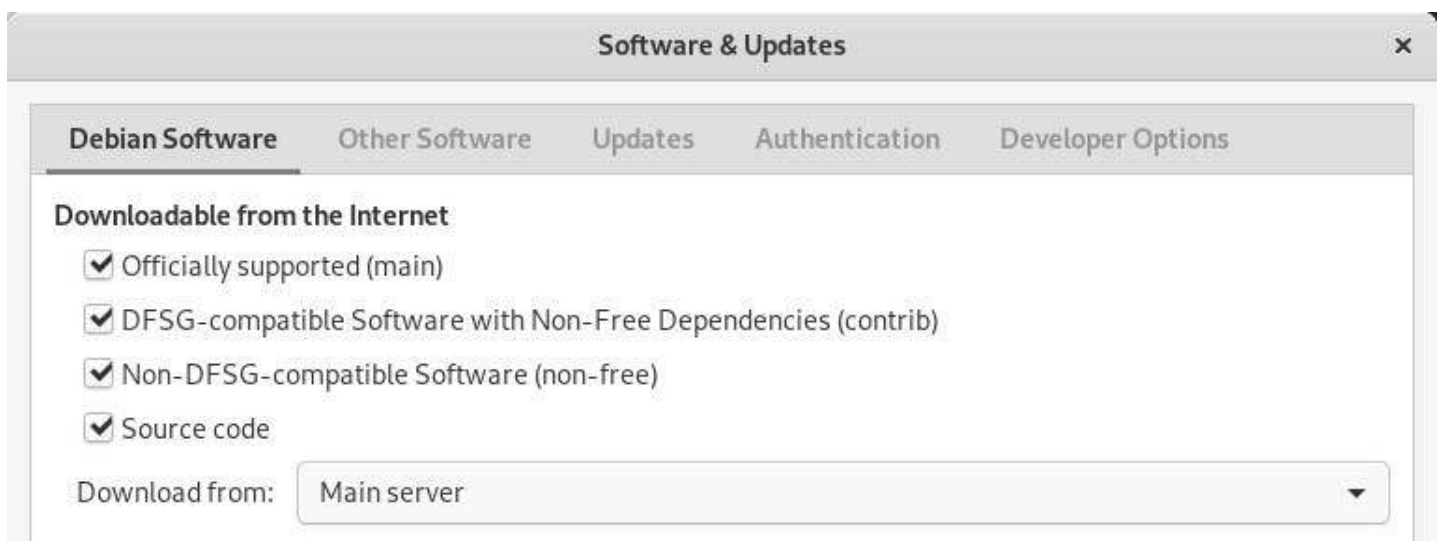 Software & Updates
Debian Software Other Software Updates Authentication Developer Options
Downloadable from the Internet
Officially supported (main)
DFSG-compatible Software with Non-Free Dependencies (contrib)
Non-DFSG-compatible Software (non-free)
Source code
Download from: Main server